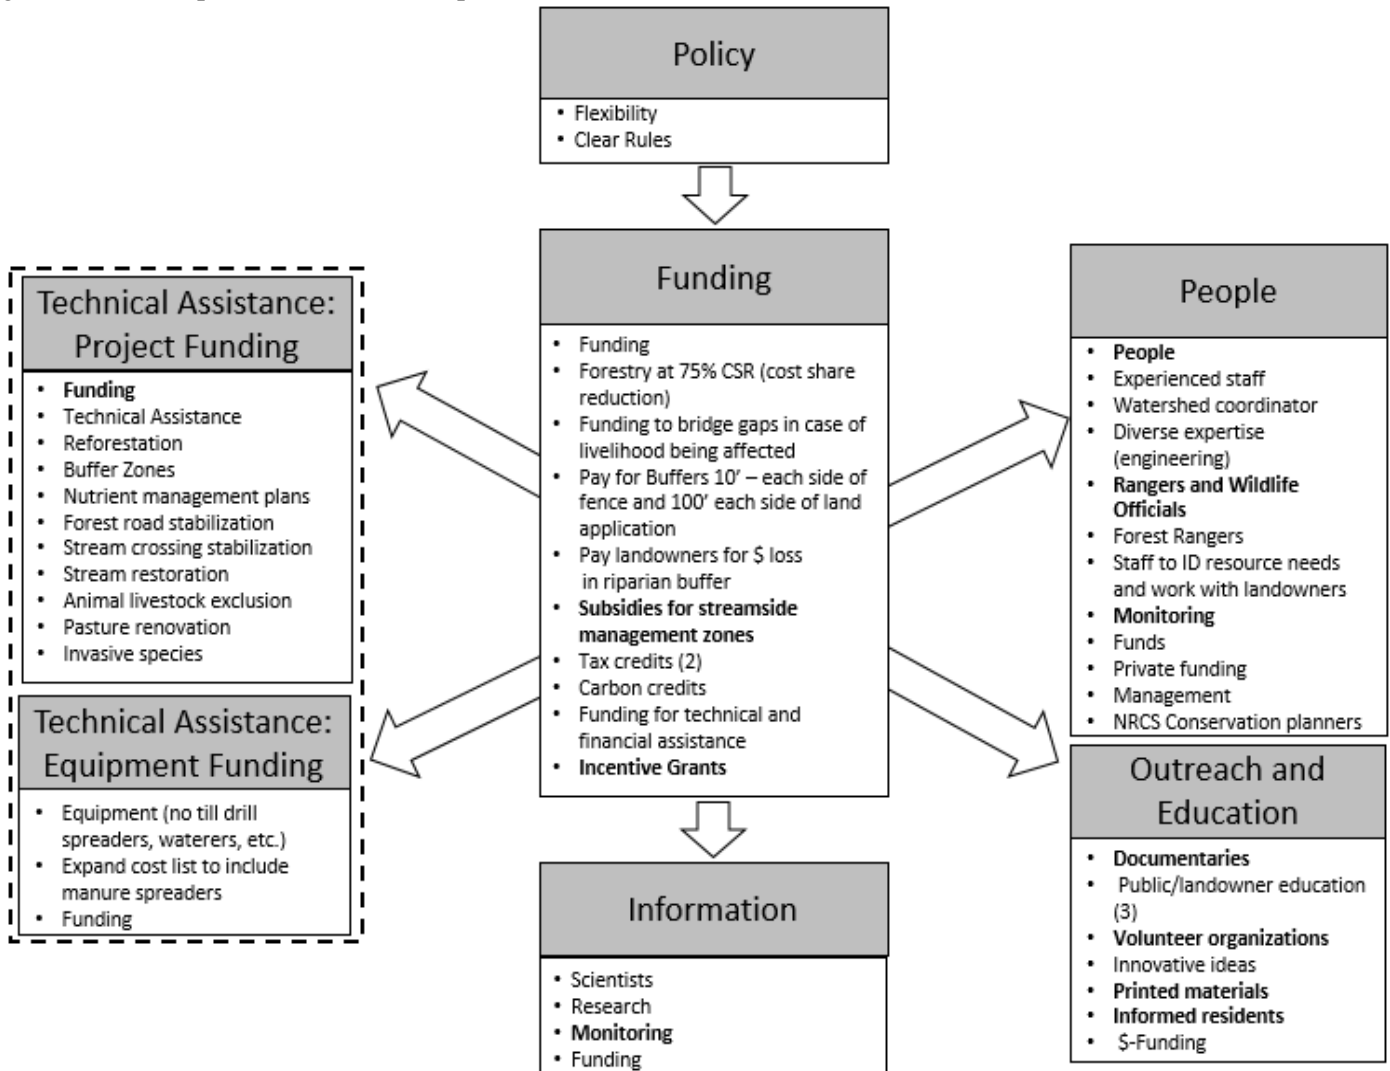 Policy
• Flexibility
• Clear Rules
Technical Assistance:
Project Funding
• Funding
• Technical Assistance
• Reforestation
• Buffer Zones
• Nutrient management plans
• Forest road stabilization
• Stream crossing stabilization
• Stream restoration
• Animal livestock exclusion
• Pasture renovation
• Invasive species
Technical Assistance:
Equipment Funding
• Equipment (no till drill
spreaders, waterers, etc.)
• Expand cost list to include
manure spreaders
• Funding
Funding
• Funding
• Forestry at 75% CSR (cost share
reduction)
• Funding to bridge gaps in case of
livelihood being affected
• Pay for Buffers 10’ – each side of
fence and 100’ each side of land
application
• Pay landowners for $ loss
in riparian buffer
• Subsidies for streamside
management zones
• Tax credits (2)
• Carbon credits
• Funding for technical and
financial assistance
• Incentive Grants
Information
• Scientists
• Research
• Monitoring
• Funding
People
• People
• Experienced staff
• Watershed coordinator
• Diverse expertise
(engineering)
• Rangers and Wildlife
Officials
• Forest Rangers
• Staff to ID resource needs
and work with landowners
• Monitoring
• Funds
• Private funding
• Management
• NRCS Conservation planners
Outreach and
Education
• Documentaries
• Public/landowner education
(3)
• Volunteer organizations
• Innovative ideas
• Printed materials
• Informed residents
• $-Funding